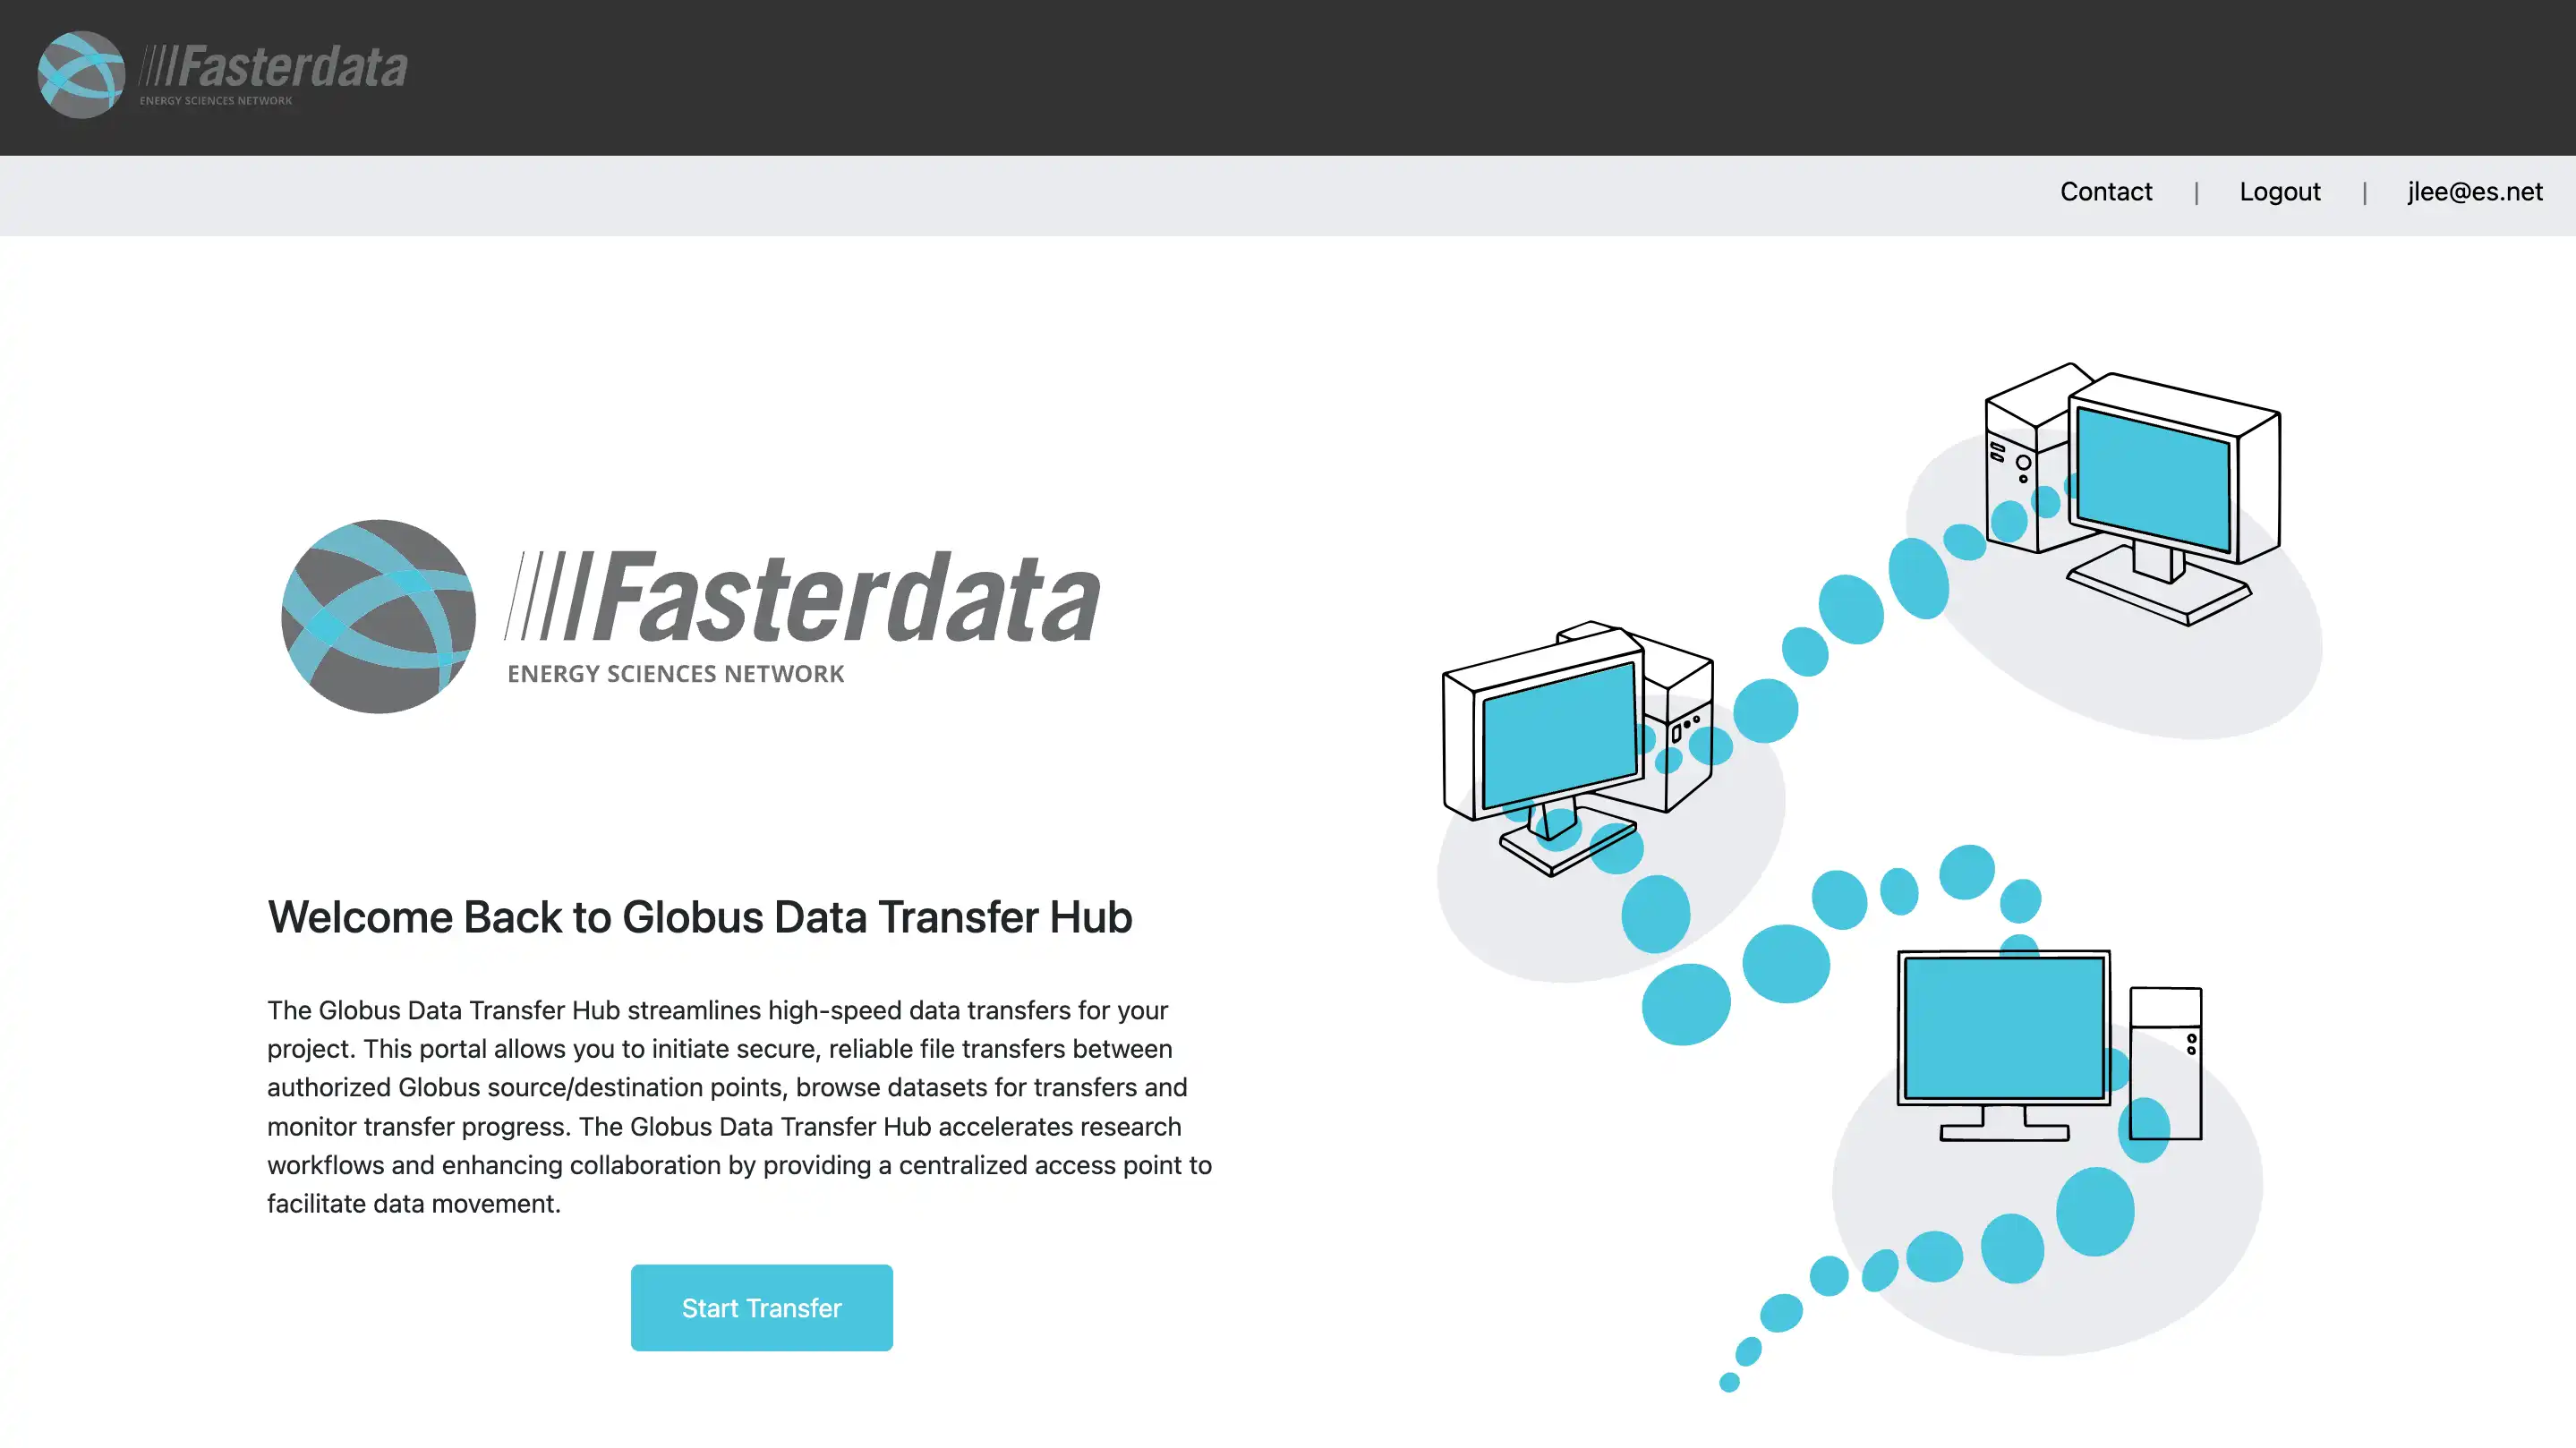 Fasterdata
ENERGY SCIENCES NETWORK
Contact | Logout | jlee@es.net
Fasterdata
ENERGY SCIENCES NETWORK
Welcome Back to Globus Data Transfer Hub
The Globus Data Transfer Hub streamlines high-speed data transfers for your
project. This portal allows you to initiate secure, reliable file transfers between
authorized Globus source/destination points, browse datasets for transfers and
monitor transfer progress. The Globus Data Transfer Hub accelerates research
workflows and enhancing collaboration by providing a centralized access point to
facilitate data movement.
Start Transfer